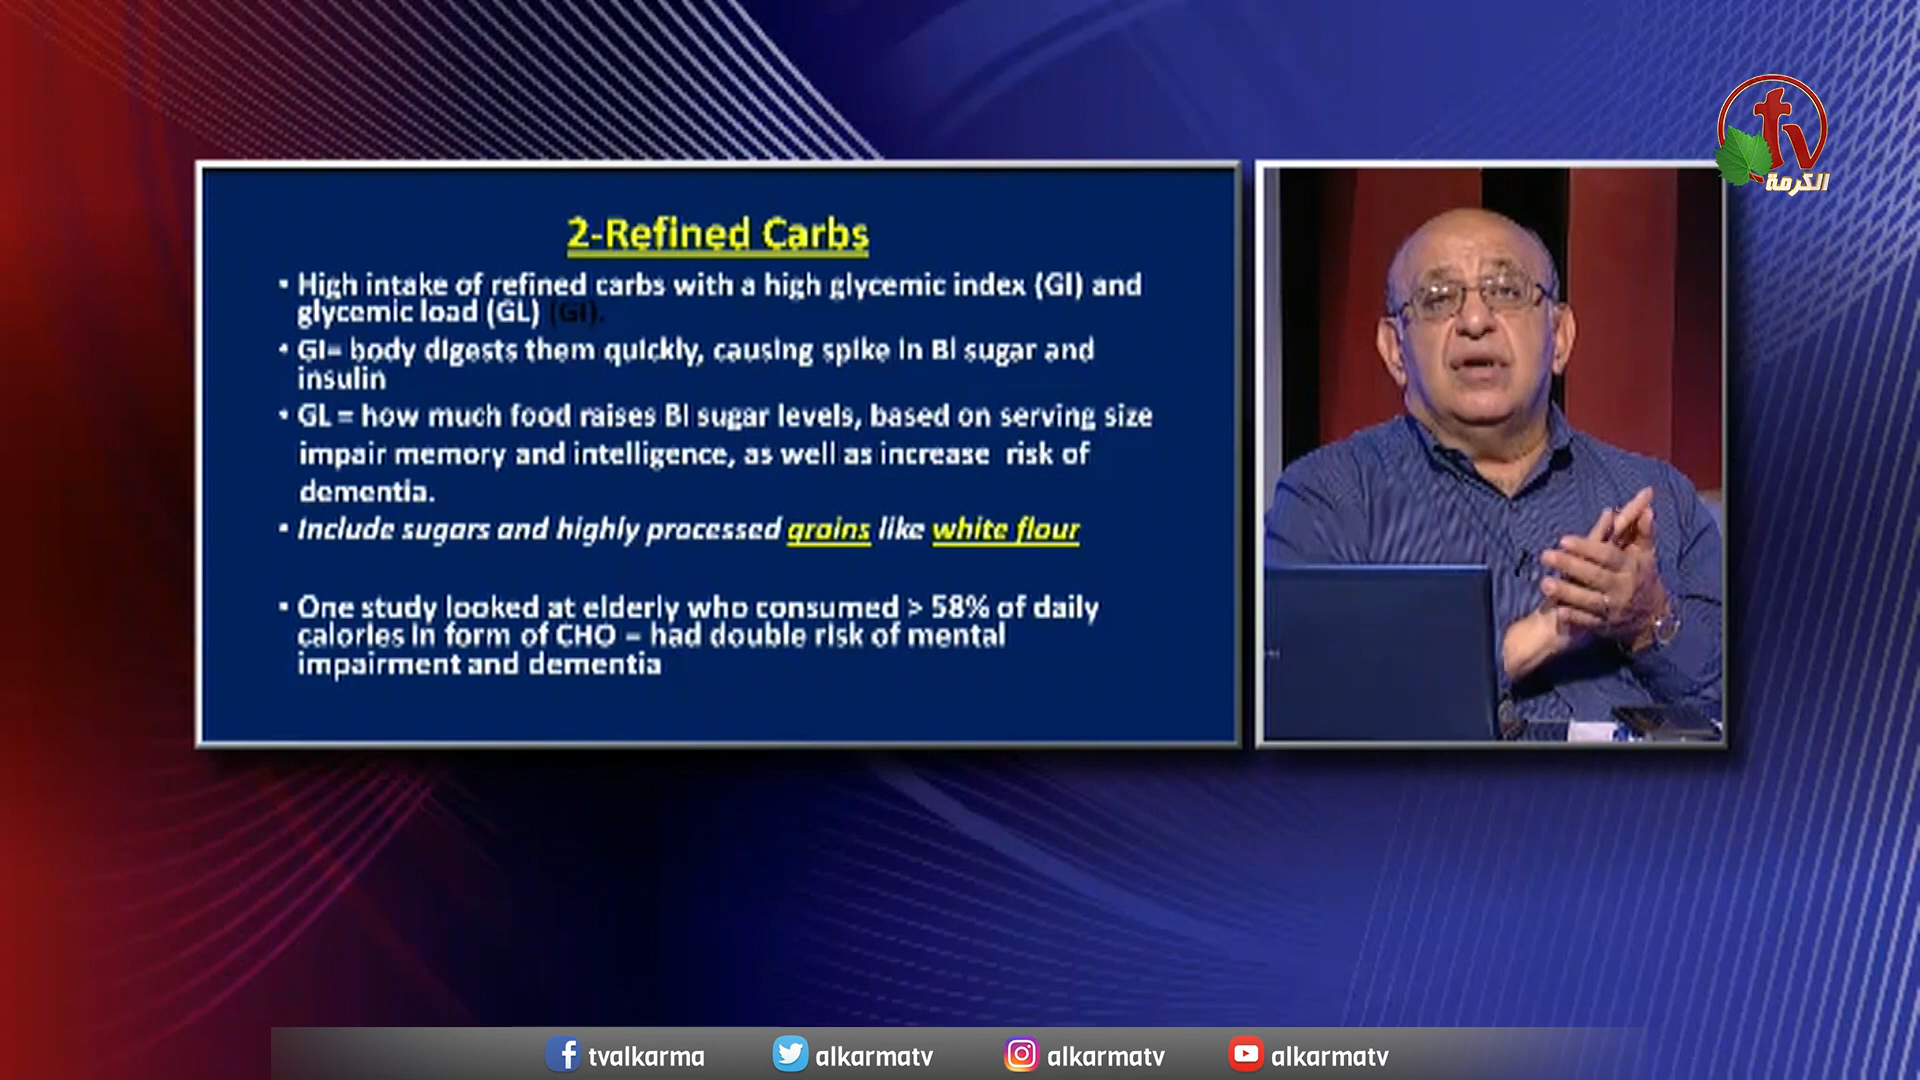 tv
الكرمة
2-Refined Carbs
▪ High intake of refined carbs with a high glycemic index (GI) and
glycemic load (GL) (GI).
• GI= body digests them quickly, causing spike in Bl sugar and
insulin
• GL = how much food raises Bl sugar levels, based on serving size
impair memory and intelligence, as well as increase risk of
dementia.
▪ Include sugars and highly processed grains like white flour
▪ One study looked at elderly who consumed > 58% of daily
calories in form of CHO = had double risk of mental
impairment and dementia
tvalkarma
alkarmatv
alkarmatv
alkarmatv